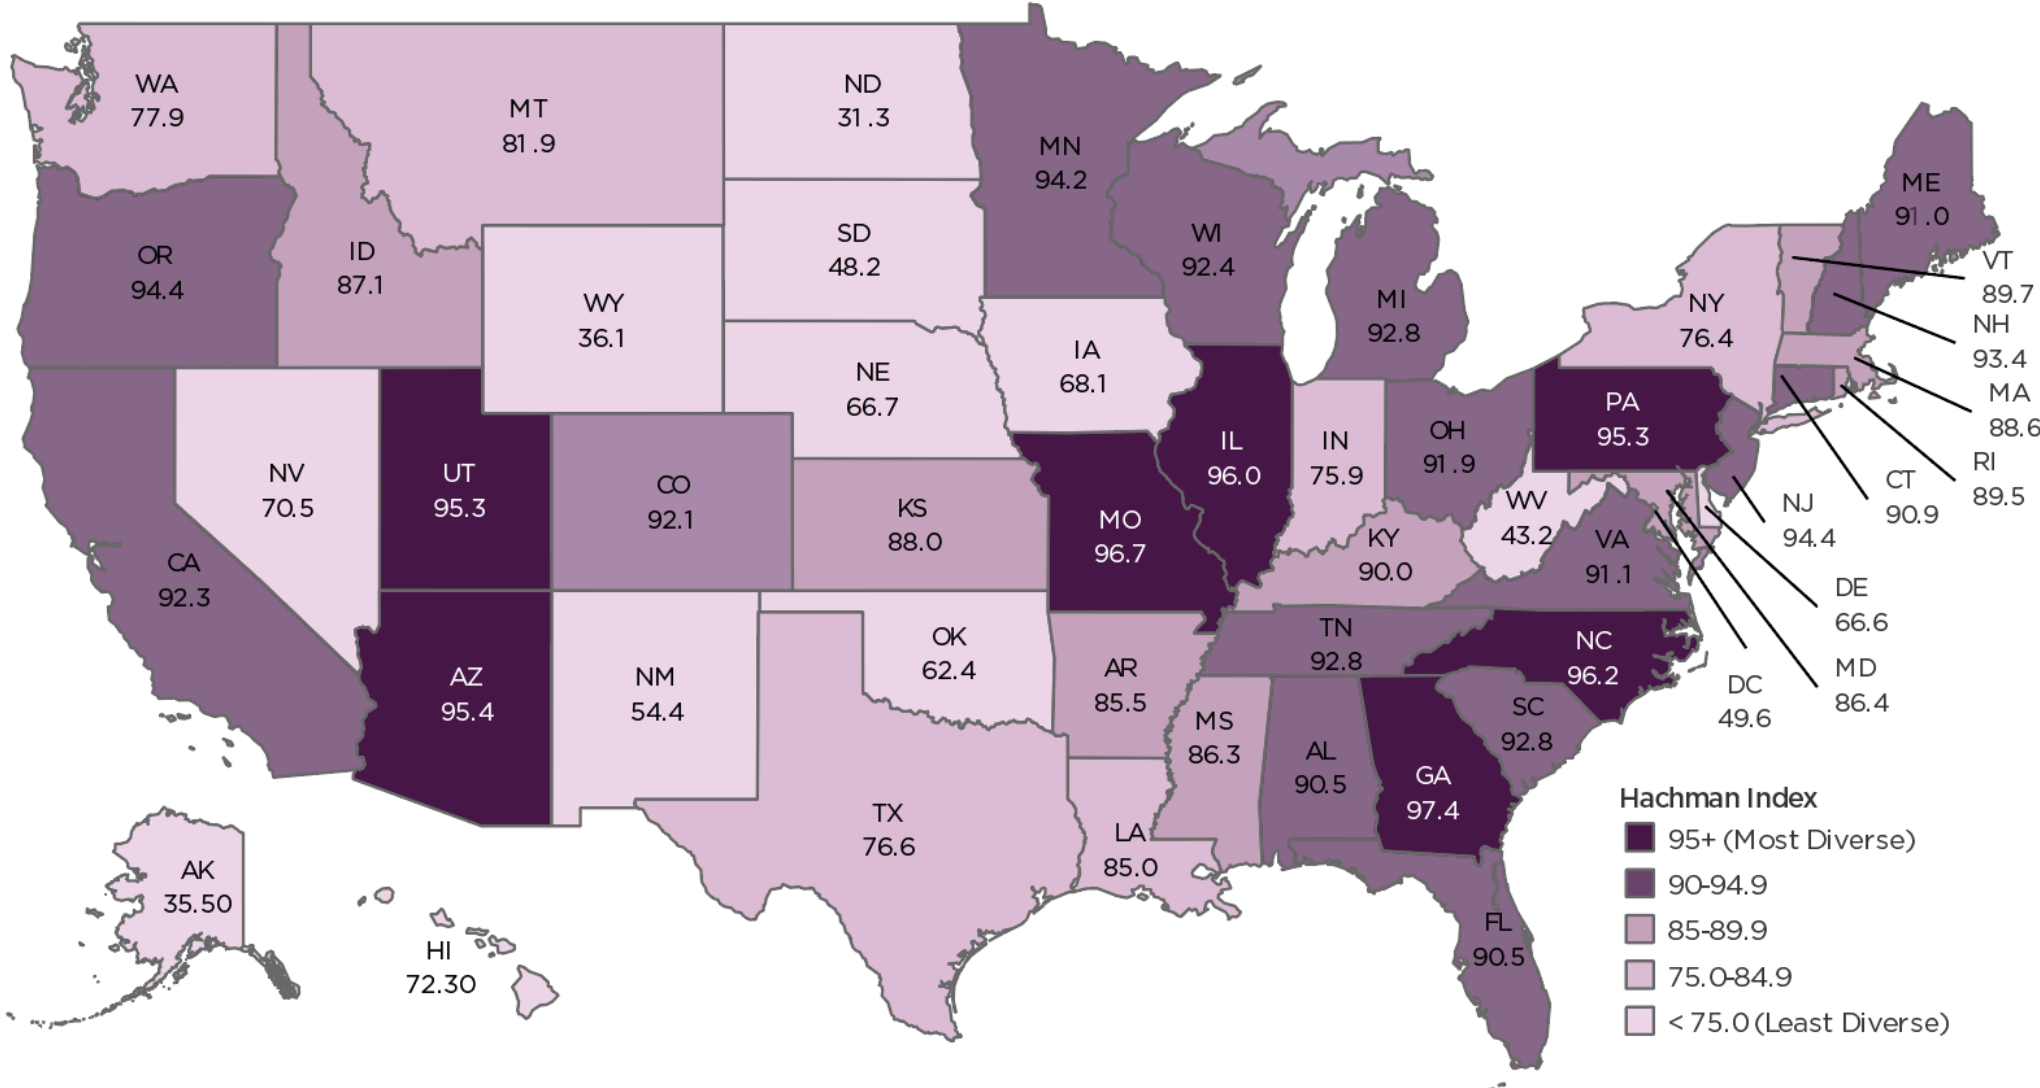 WA
77.9
MT
81.9
ND
31.3
MN
94.2
ME
91.0
OR
94.4
ID
87.1
WY
36.1
SD
48.2
WI
92.4
MI
92.8
NY
76.4
VT
89.7
NH
93.4
MA
88.6
RI
89.5
CT
90.9
NJ
94.4
DE
66.6
MD
86.4
DC
49.6
NE
66.7
IA
68.1
PA
95.3
NV
70.5
UT
95.3
CO
92.1
KS
88.0
MO
96.7
IL
96.0
IN
75.9
OH
91.9
WV
43.2
VA
91.1
KY
90.0
CA
92.3
AZ
95.4
NM
54.4
OK
62.4
AR
85.5
TN
92.8
NC
96.2
SC
92.8
MS
86.3
AL
90.5
GA
97.4
TX
76.6
LA
85.0
FL
90.5
AK
35.50
HI
72.30
Hachman Index
95+ (Most Diverse)
90-94.9
85-89.9
75.0-84.9
< 75.0 (Least Diverse)